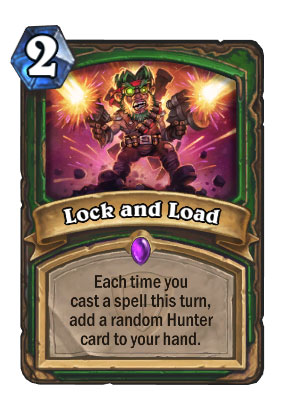 2
Lock and Load
Each time you
cast a spell this turn,
add a random Hunter
card to your hand.